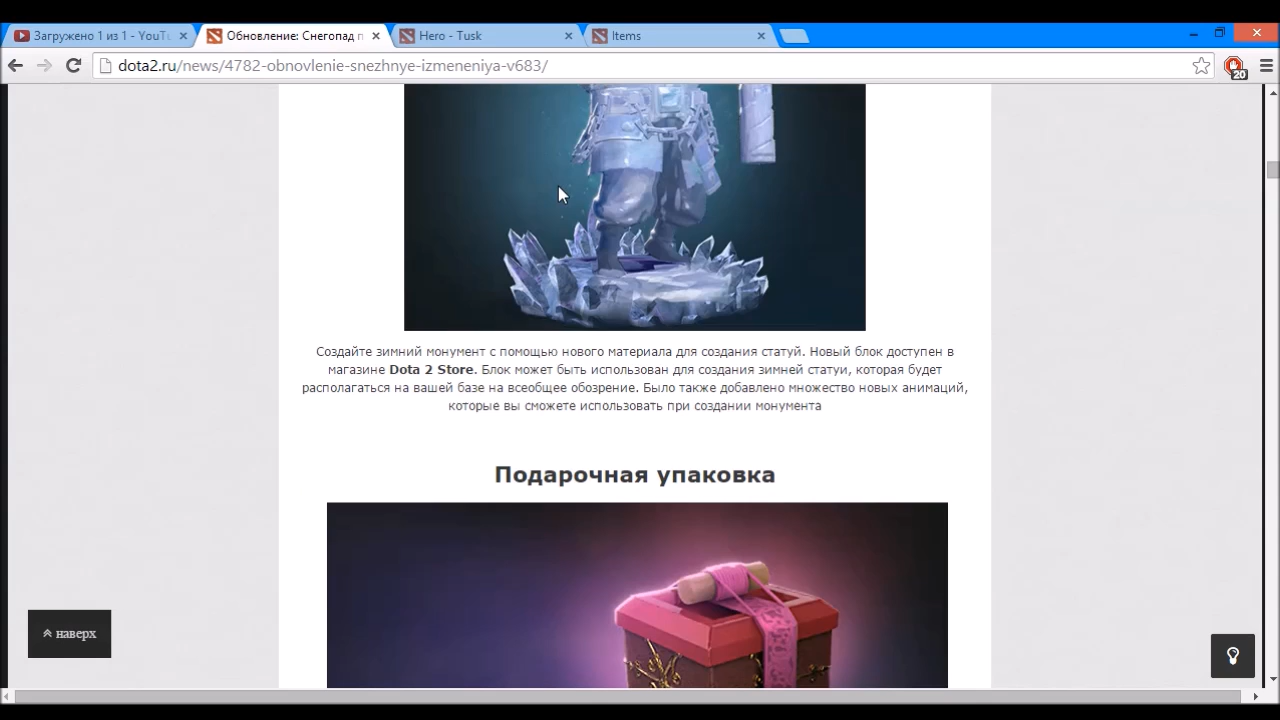 Загружено 1 из 1 - YouTu
Обновление: Снегопад п
Hero - Tusk
Items
dota2.ru/news/4782-obnovlenie-snezhnye-izmeneniya-v683/
20
Создайте зимний монумент с помощью нового материала для создания статуй. Новый блок доступен в
магазине Dota 2 Store. Блок может быть использован для создания зимней статуи, которая будет
располагаться на вашей базе на всеобщее обозрение. Было также добавлено множество новых анимаций,
которые вы сможете использовать при создании монумента
Подарочная упаковка
наверх